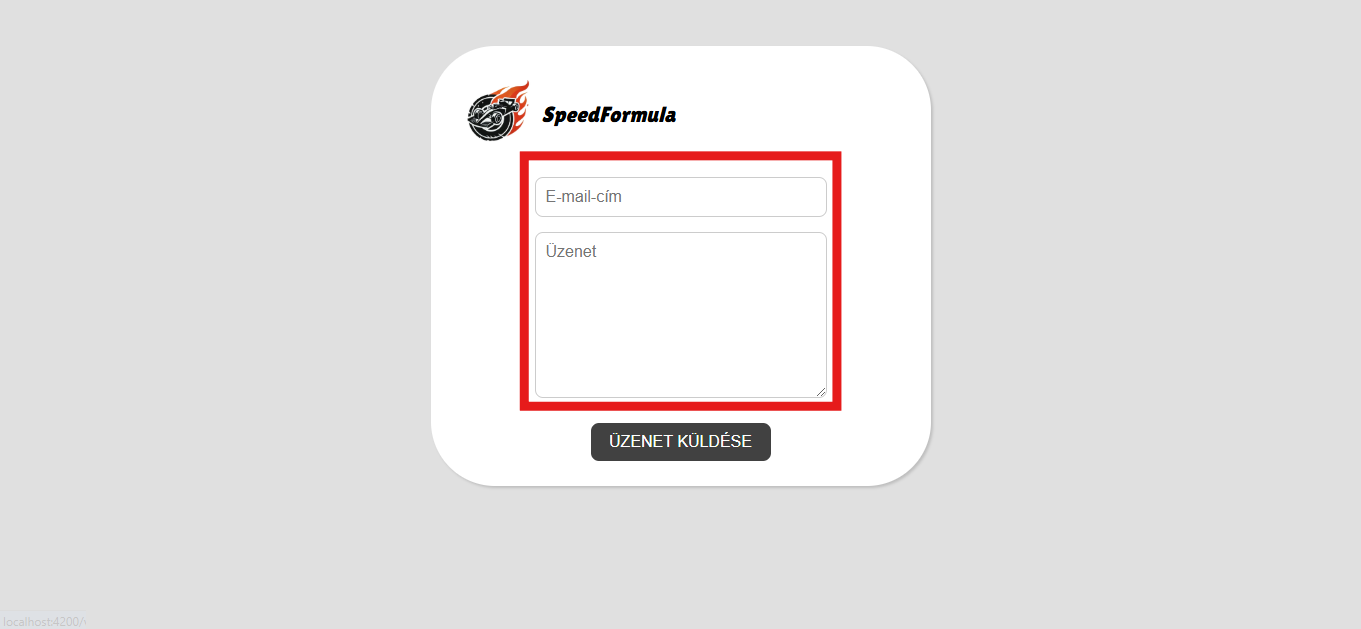 SpeedFormula
E-mail-cím
Üzenet
ÜZENET KÜLDÉSE
localhost:4200/